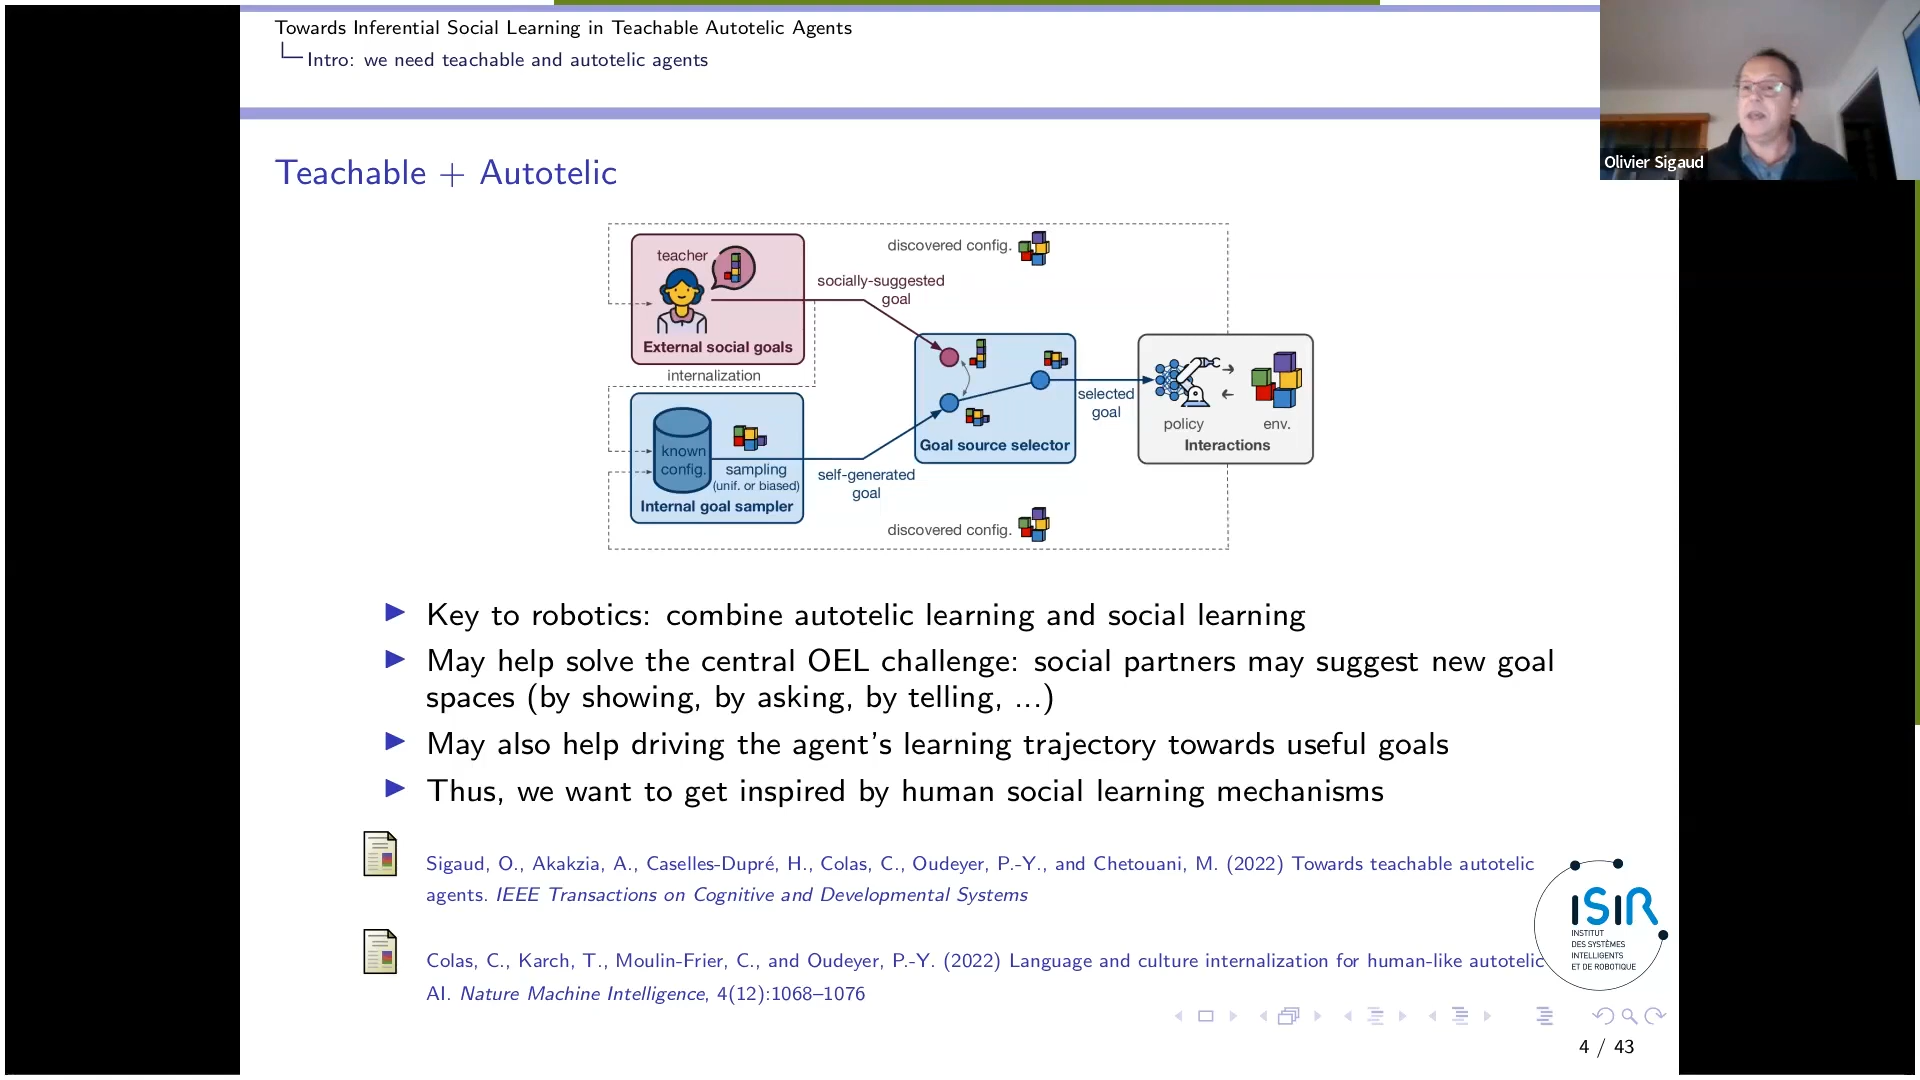 Towards Inferential Social Learning in Teachable Autotelic Agents
Intro: we need teachable and autotelic agents
Olivier Sigaud
Teachable + Autotelic
teacher
External social goals
internalization
known
config.
sampling
(unif. or biased)
Internal goal sampler
discovered config.
socially-suggested
goal
self-generated
goal
discovered config.
Goal source selector
selected
goal
policy
env.
Interactions
Key to robotics: combine autotelic learning and social learning
May help solve the central OEL challenge: social partners may suggest new goal
spaces (by showing, by asking, by telling, ...)
May also help driving the agent's learning trajectory towards useful goals
Thus, we want to get inspired by human social learning mechanisms
Sigaud, O., Akakzia, A., Caselles-Dupré, H., Colas, C., Oudeyer, P.-Y., and Chetouani, M. (2022) Towards teachable autotelic
agents. IEEE Transactions on Cognitive and Developmental Systems
Colas, C., Karch, T., Moulin-Frier, C., and Oudeyer, P.-Y. (2022) Language and culture internalization for human-like autotelic
AI. Nature Machine Intelligence, 4(12):1068–1076
ISIR
INSTITUT
DES SYSTÈMES
INTELLIGENTS
ET DE ROBOTIQUE
4 / 43